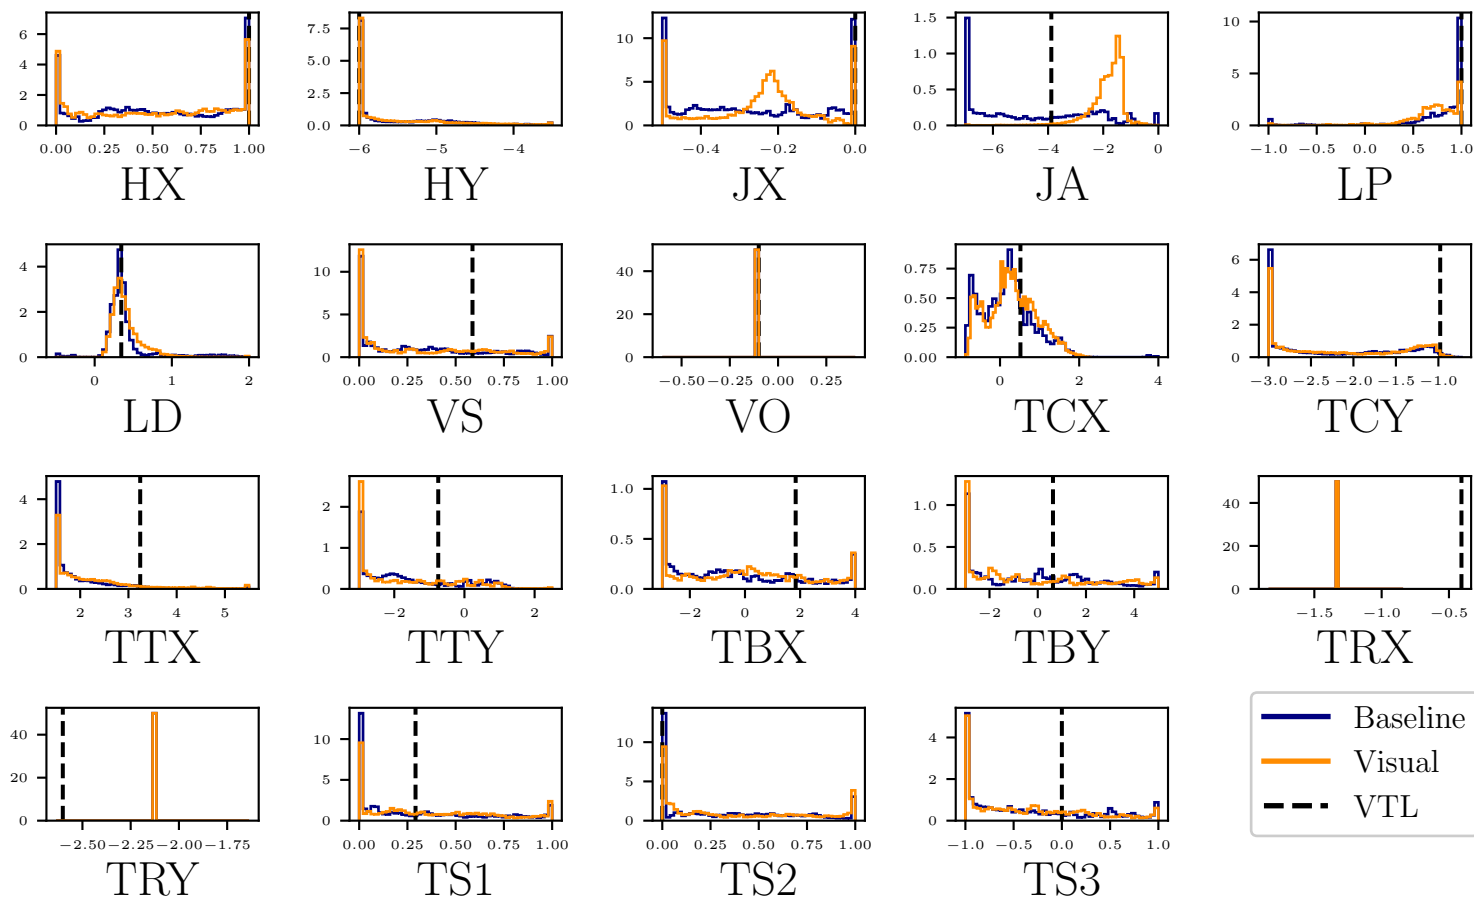 6
4
2
0
0.00 0.25 0.50 0.75 1.00
HX
7.5
5.0
2.5
0.0
−6 −5 −4
HY
10
5
0
−0.4 −0.2 0.0
JX
1.5
1.0
0.5
0.0
−6 −4 −2 0
JA
10
5
0
−1.0 −0.5 0.0 0.5 1.0
LP
4
2
0
0 1 2
LD
10
5
0
0.00 0.25 0.50 0.75 1.00
VS
40
20
0
−0.50 −0.25 0.00 0.25
VO
0.75
0.50
0.25
0.00
0 2 4
TCX
6
4
2
0
−3.0 −2.5 −2.0 −1.5 −1.0
TCY
4
2
0
2 3 4 5
TTX
2
1
0
−2 0 2
TTY
1.0
0.5
0.0
−2 0 2 4
TBX
1.0
0.5
0.0
−2 0 2 4
TBY
40
20
0
−1.5 −1.0 −0.5
TRX
40
20
0
−2.50 −2.25 −2.00 −1.75
TRY
10
5
0
0.00 0.25 0.50 0.75 1.00
TS1
10
5
0
0.00 0.25 0.50 0.75 1.00
TS2
4
2
0
−1.0 −0.5 0.0 0.5 1.0
TS3
Baseline
Visual
VTL